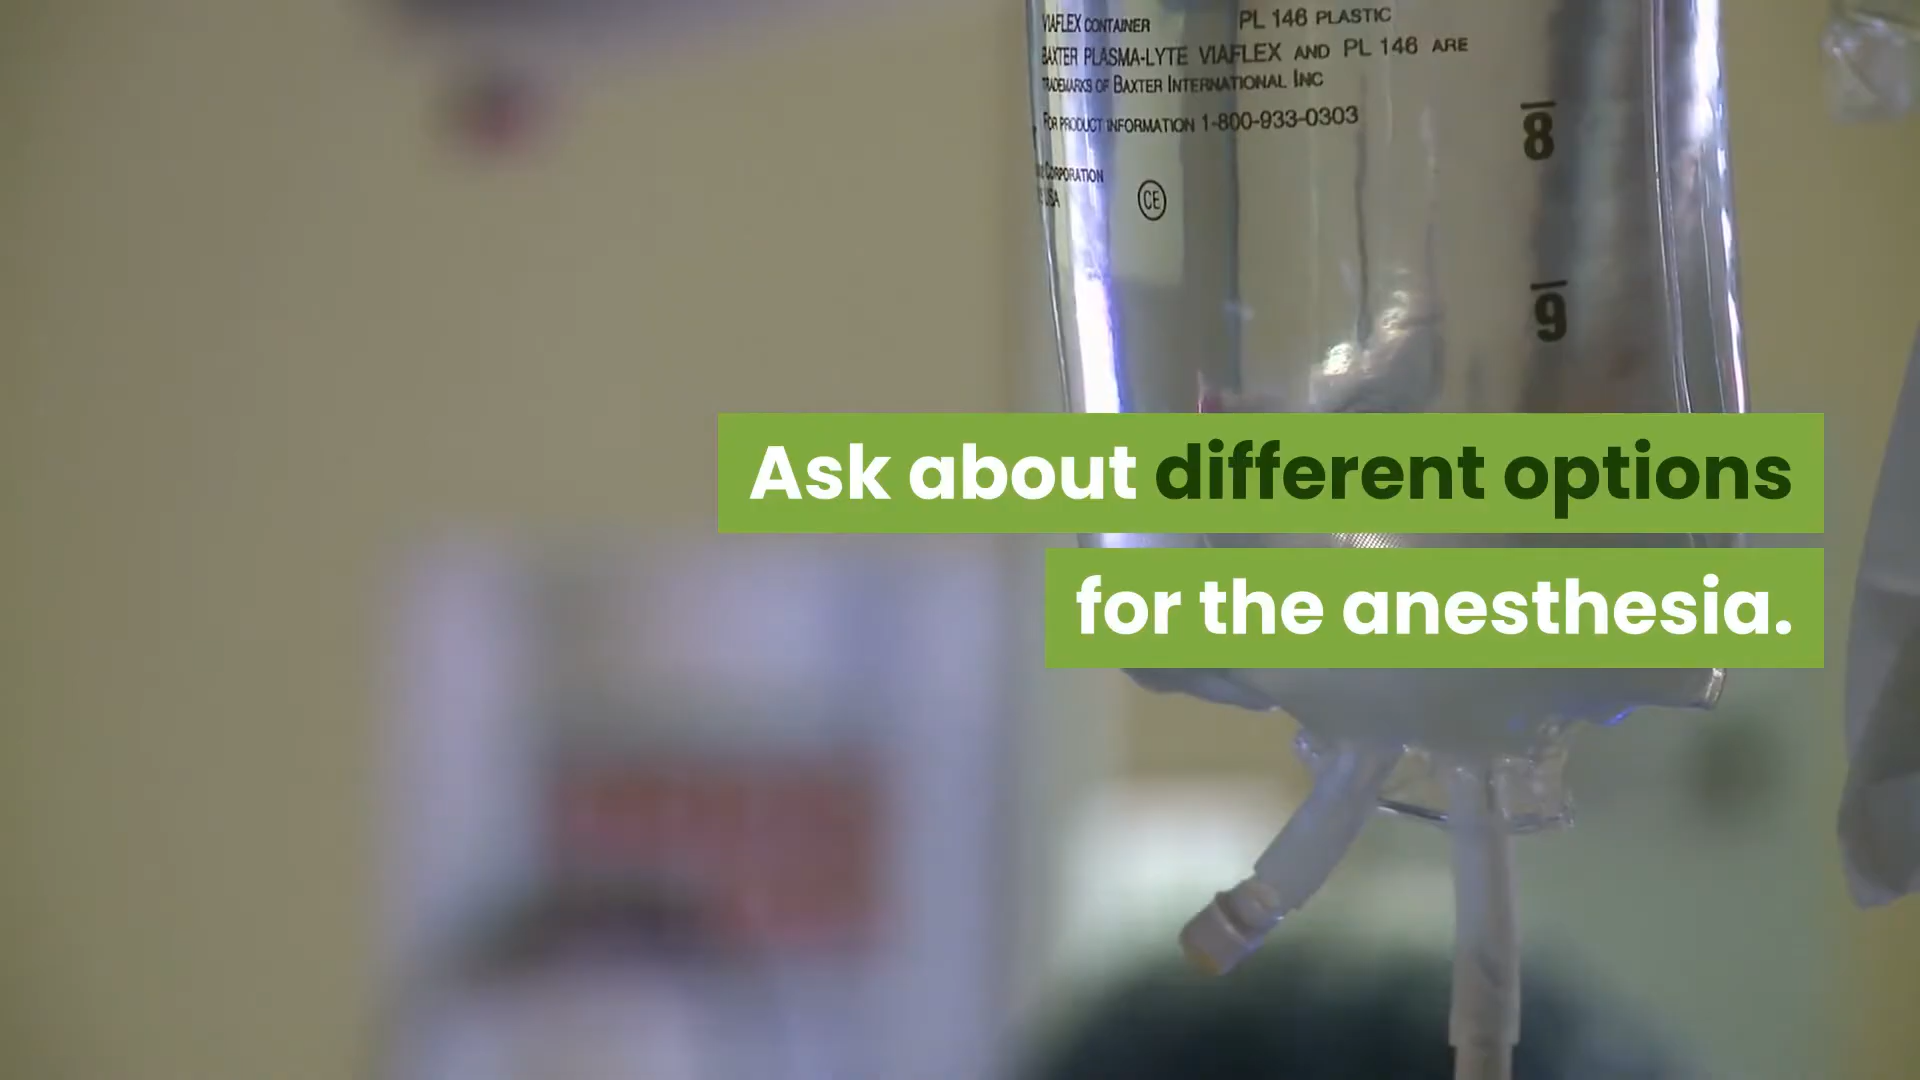 VIAFLEX CONTAINER PL 146 PLASTIC
BAXTER PLASMA-LYTE VIAFLEX AND PL 146 ARE
TRADEMARKS OF BAXTER INTERNATIONAL INC
FOR PRODUCT INFORMATION 1-800-933-0303
CORPORATION
USA
CE
8
9
Ask about different options
for the anesthesia.